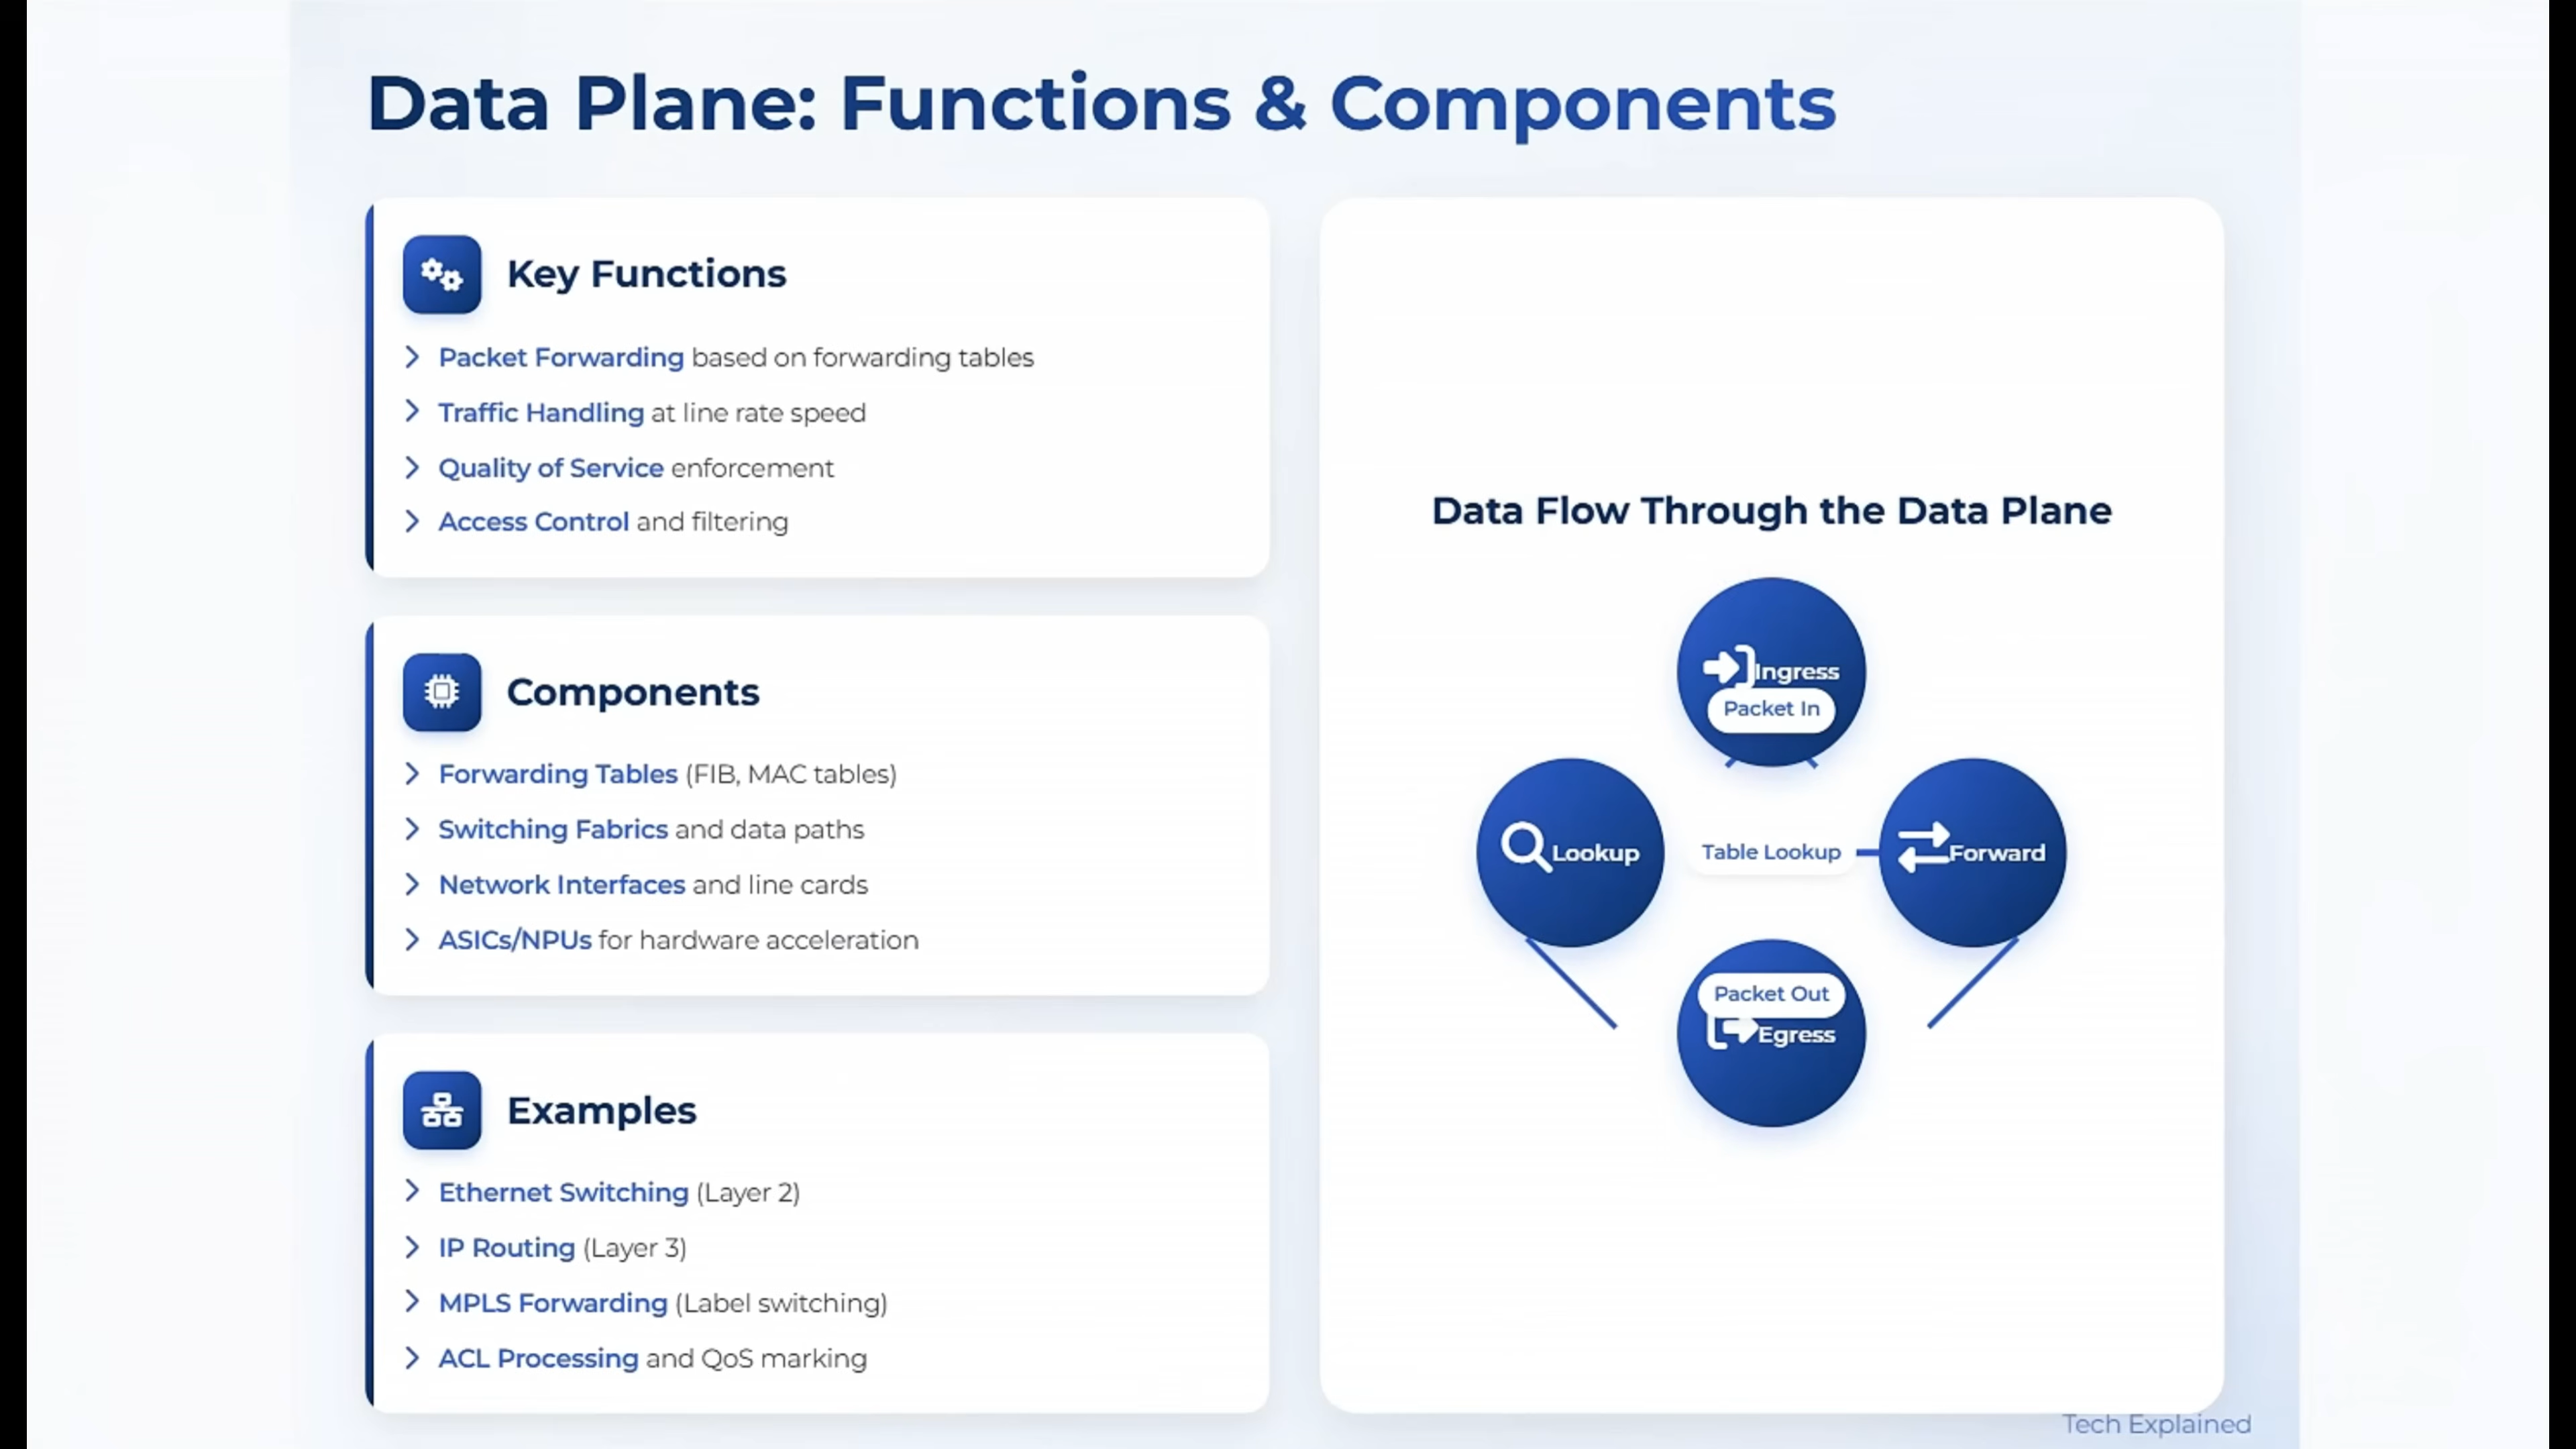 Data Plane: Functions & Components
Key Functions
Packet Forwarding based on forwarding tables
Traffic Handling at line rate speed
Quality of Service enforcement
Access Control and filtering
Components
Forwarding Tables (FIB, MAC tables)
Switching Fabrics and data paths
Network Interfaces and line cards
ASICs/NPUs for hardware acceleration
Examples
Ethernet Switching (Layer 2)
IP Routing (Layer 3)
MPLS Forwarding (Label switching)
ACL Processing and QoS marking
Data Flow Through the Data Plane
Ingress
Packet In
Lookup
Table Lookup
Forward
Packet Out
Egress
Tech Explained